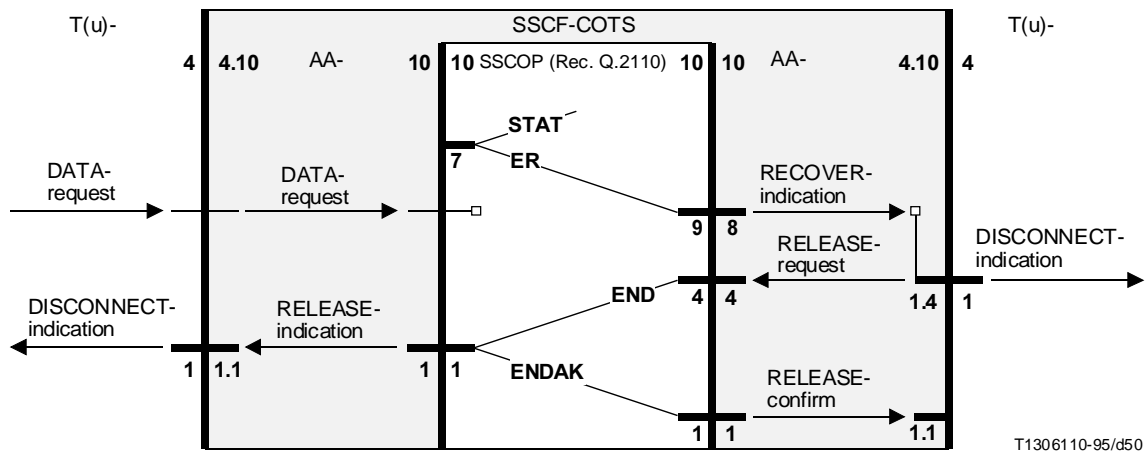 T(u)-
SSCF-COTS
T(u)-
4 4.10 AA- 10 10 SSCOP (Rec. Q.2110) 10 10 AA- 4.10 4
STAT
7
ER
DATA-
request
DATA-
request
RECOVER-
indication
9 8
RELEASE-
request
DISCONNECT-
indication
END
4 4
1.4 1
DISCONNECT-
indication
RELEASE-
indication
1 1.1
1 1
ENDAK
RELEASE-
confirm
1 1
1.1
T1306110-95/d50